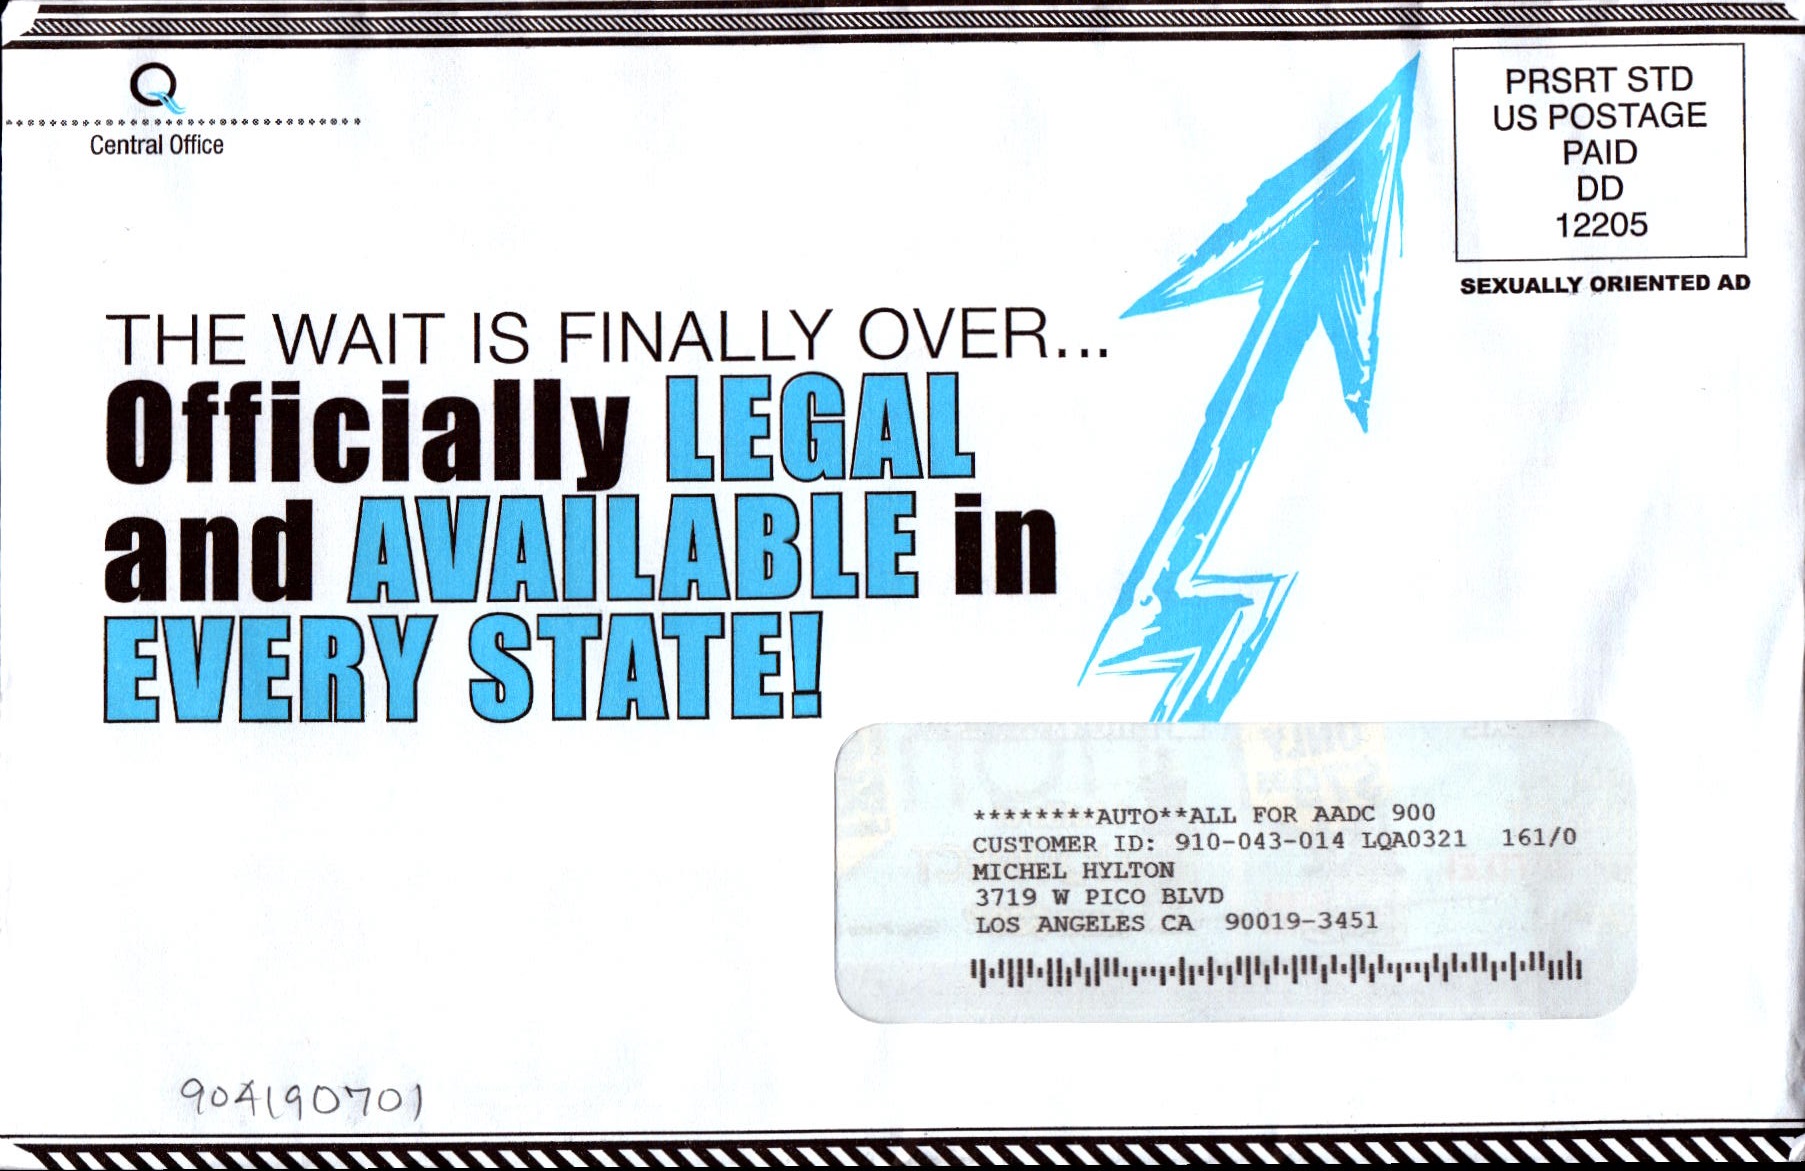 Q
Central Office
PRSRT STD
US POSTAGE
PAID
DD
12205
SEXUALLY ORIENTED AD
THE WAIT IS FINALLY OVER...
Officially LEGAL
and AVAILABLE in
EVERY STATE!
********AUTO**ALL FOR AADC 900
CUSTOMER ID: 910-043-014 LQA0321 161/0
MICHEL HYLTON
3719 W PICO BLVD
LOS ANGELES CA 90019-3451
904190701